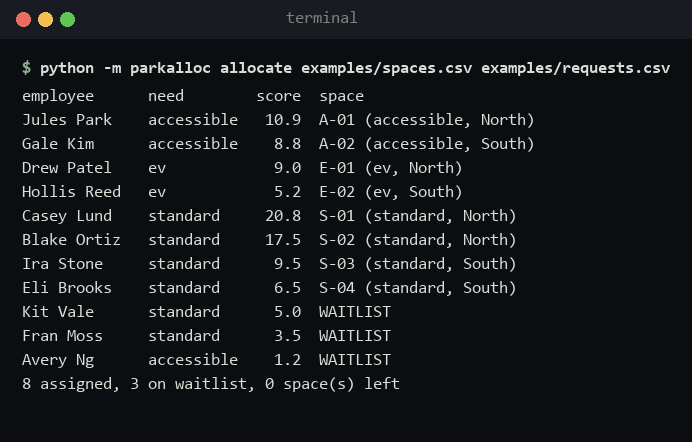 terminal
$ python -m parkalloc allocate examples/spaces.csv examples/requests.csv
employee      need        score  space
Jules Park    accessible   10.9  A-01 (accessible, North)
Gale Kim      accessible    8.8  A-02 (accessible, South)
Drew Patel    ev            9.0  E-01 (ev, North)
Hollis Reed   ev            5.2  E-02 (ev, South)
Casey Lund    standard     20.8  S-01 (standard, North)
Blake Ortiz   standard     17.5  S-02 (standard, North)
Ira Stone     standard      9.5  S-03 (standard, South)
Eli Brooks    standard      6.5  S-04 (standard, South)
Kit Vale      standard      5.0  WAITLIST
Fran Moss     standard      3.5  WAITLIST
Avery Ng      accessible    1.2  WAITLIST
8 assigned, 3 on waitlist, 0 space(s) left